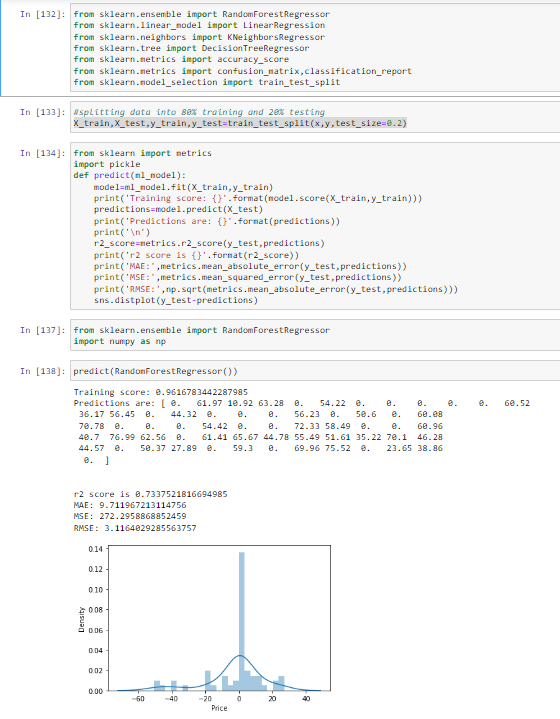 In [132]: from sklearn.ensemble import RandomForestRegressor
from sklearn.linear_model import LinearRegression
from sklearn.neighbors import KNeighborsRegressor
from sklearn.tree import DecisionTreeRegressor
from sklearn.metrics import accuracy_score
from sklearn.metrics import confusion_matrix,classification_report
from sklearn.model_selection import train_test_split
In [133]: #splitting data into 80% training and 20% testing
X_train,X_test,y_train,y_test=train_test_split(x,y,test_size=0.2)
In [134]: from sklearn import metrics
import pickle
def predict(ml_model):
model=ml_model.fit(X_train,y_train)
print('Training score: {}'.format(model.score(X_train,y_train)))
predictions=model.predict(X_test)
print('Predictions are: {}'.format(predictions))
print('\n')
r2_score=metrics.r2_score(y_test,predictions)
print('r2 score is {}'.format(r2_score))
print('MAE:',metrics.mean_absolute_error(y_test,predictions))
print('MSE:',metrics.mean_squared_error(y_test,predictions))
print('RMSE:',np.sqrt(metrics.mean_absolute_error(y_test,predictions)))
sns.distplot(y_test-predictions)
In [137]: from sklearn.ensemble import RandomForestRegressor
import numpy as np
In [138]: predict(RandomForestRegressor())
Training score: 0.9616783442287985
Predictions are: [ 0. 61.97 10.92 63.28 0. 54.22 0. 0. 0. 0. 0. 60.52
36.17 56.45 0. 44.32 0. 0. 0. 56.23 0. 50.6 0. 60.08
70.78 0. 0. 0. 54.42 0. 0. 72.33 58.49 0. 0. 60.96
40.7 76.99 62.56 0. 61.41 65.67 44.78 55.49 51.61 35.22 70.1 46.28
44.57 0. 50.37 27.89 0. 59.3 0. 69.96 75.52 0. 23.65 38.86
0. ]
r2 score is 0.7337521816694985
MAE: 9.711967213114756
MSE: 272.2958868852459
RMSE: 3.1164029285563757
0.14
0.12
0.10
0.08
0.06
0.04
0.02
0.00
Density
−60 −40 −20 0 20 40
Price